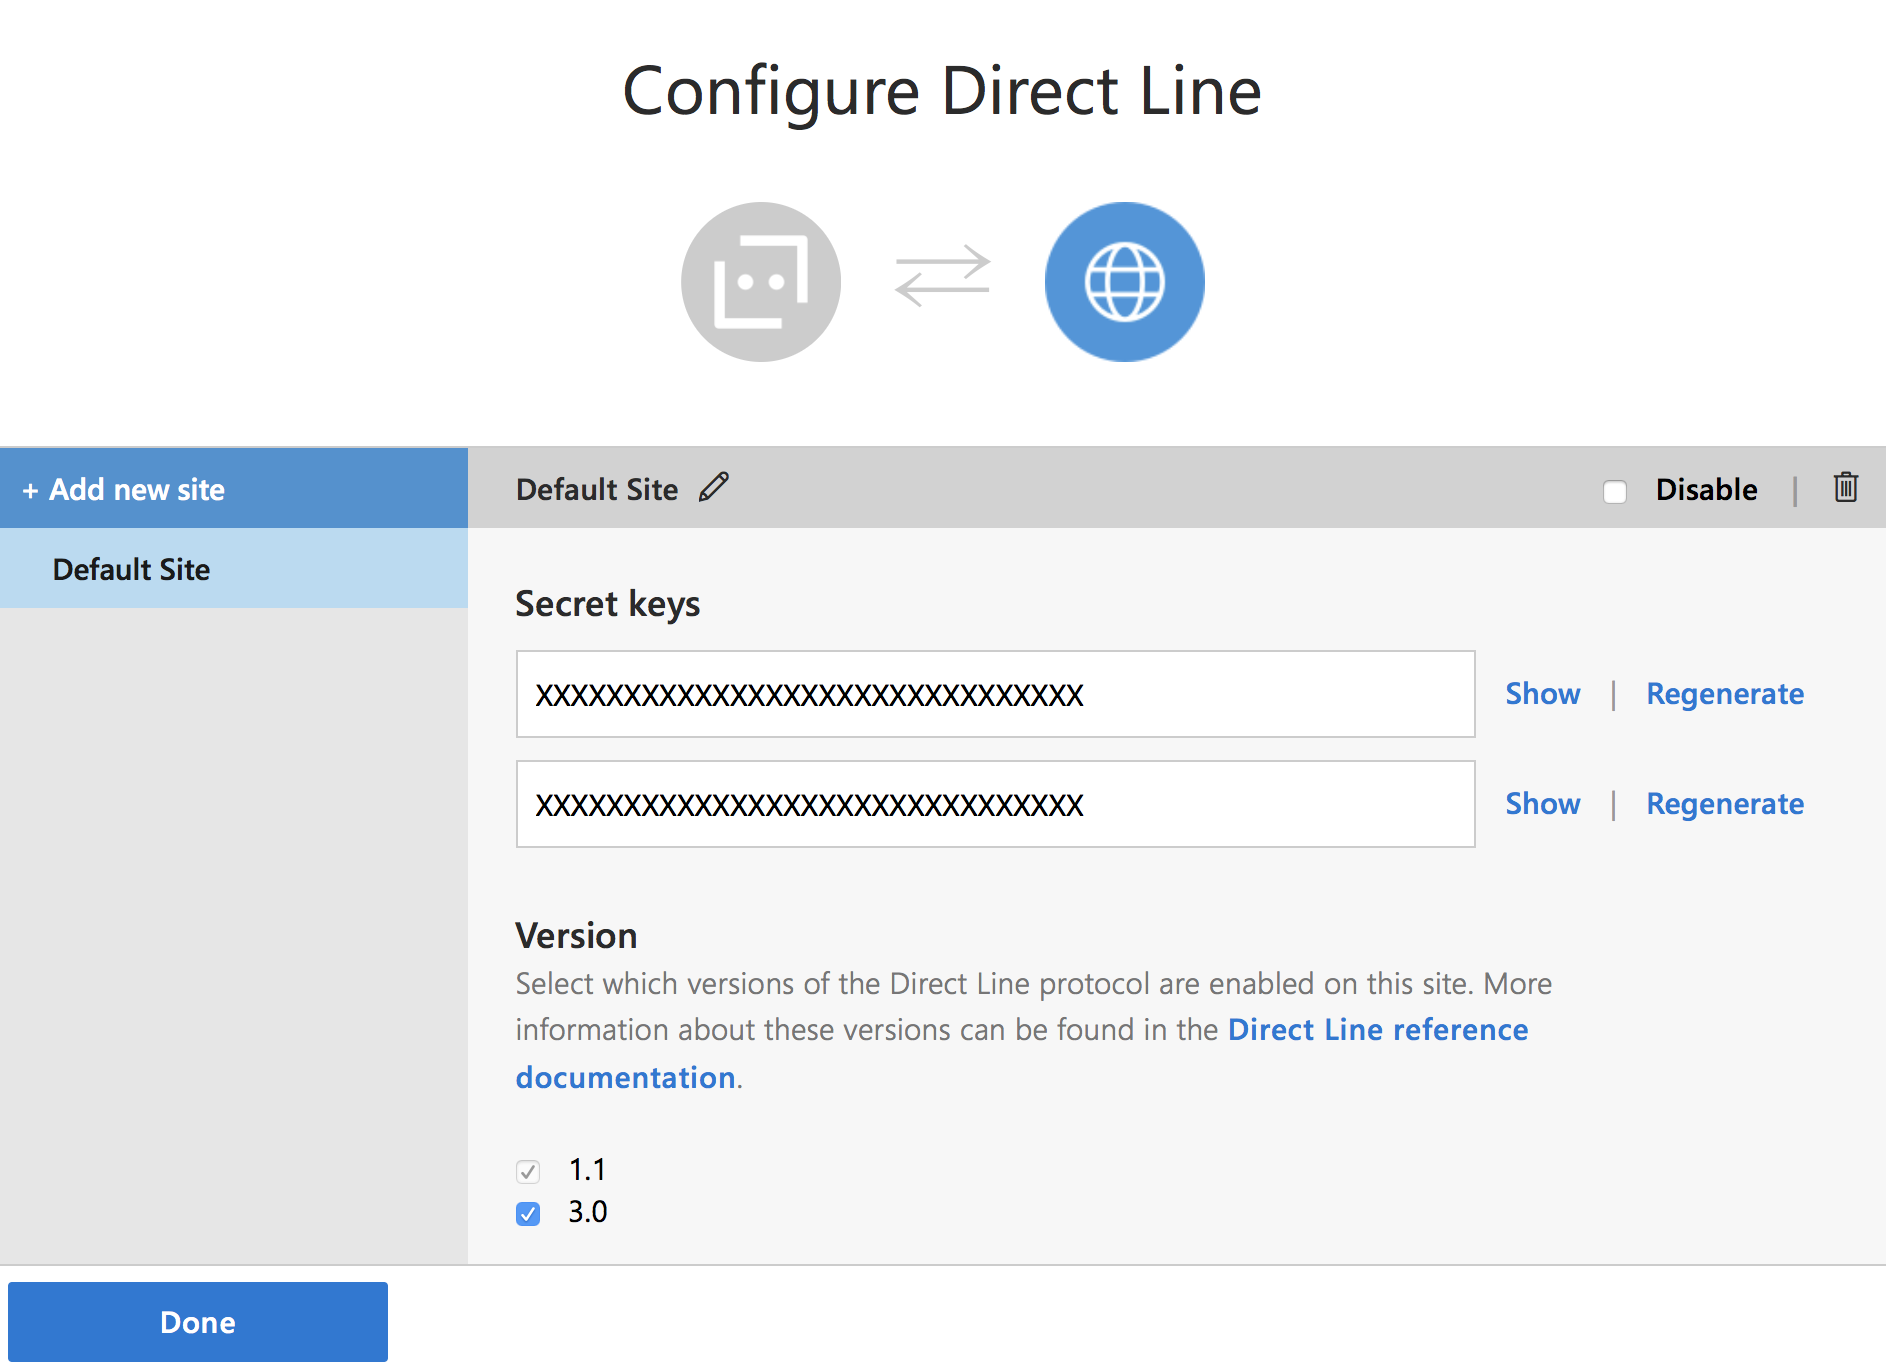 Configure Direct Line
+ Add new site
Default Site
Default Site
Disable |
Secret keys
XXXXXXXXXXXXXXXXXXXXXXXXXXXXXXX
Show | Regenerate
XXXXXXXXXXXXXXXXXXXXXXXXXXXXXXX
Show | Regenerate
Version
Select which versions of the Direct Line protocol are enabled on this site. More
information about these versions can be found in the Direct Line reference
documentation.
1.1
3.0
Done